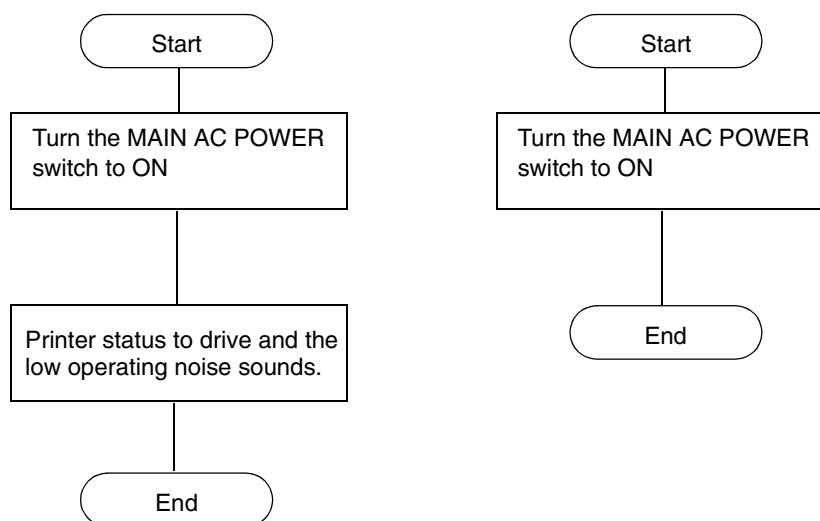 Start
Turn the MAIN AC POWER
switch to ON
Printer status to drive and the
low operating noise sounds.
End
Start
Turn the MAIN AC POWER
switch to ON
End